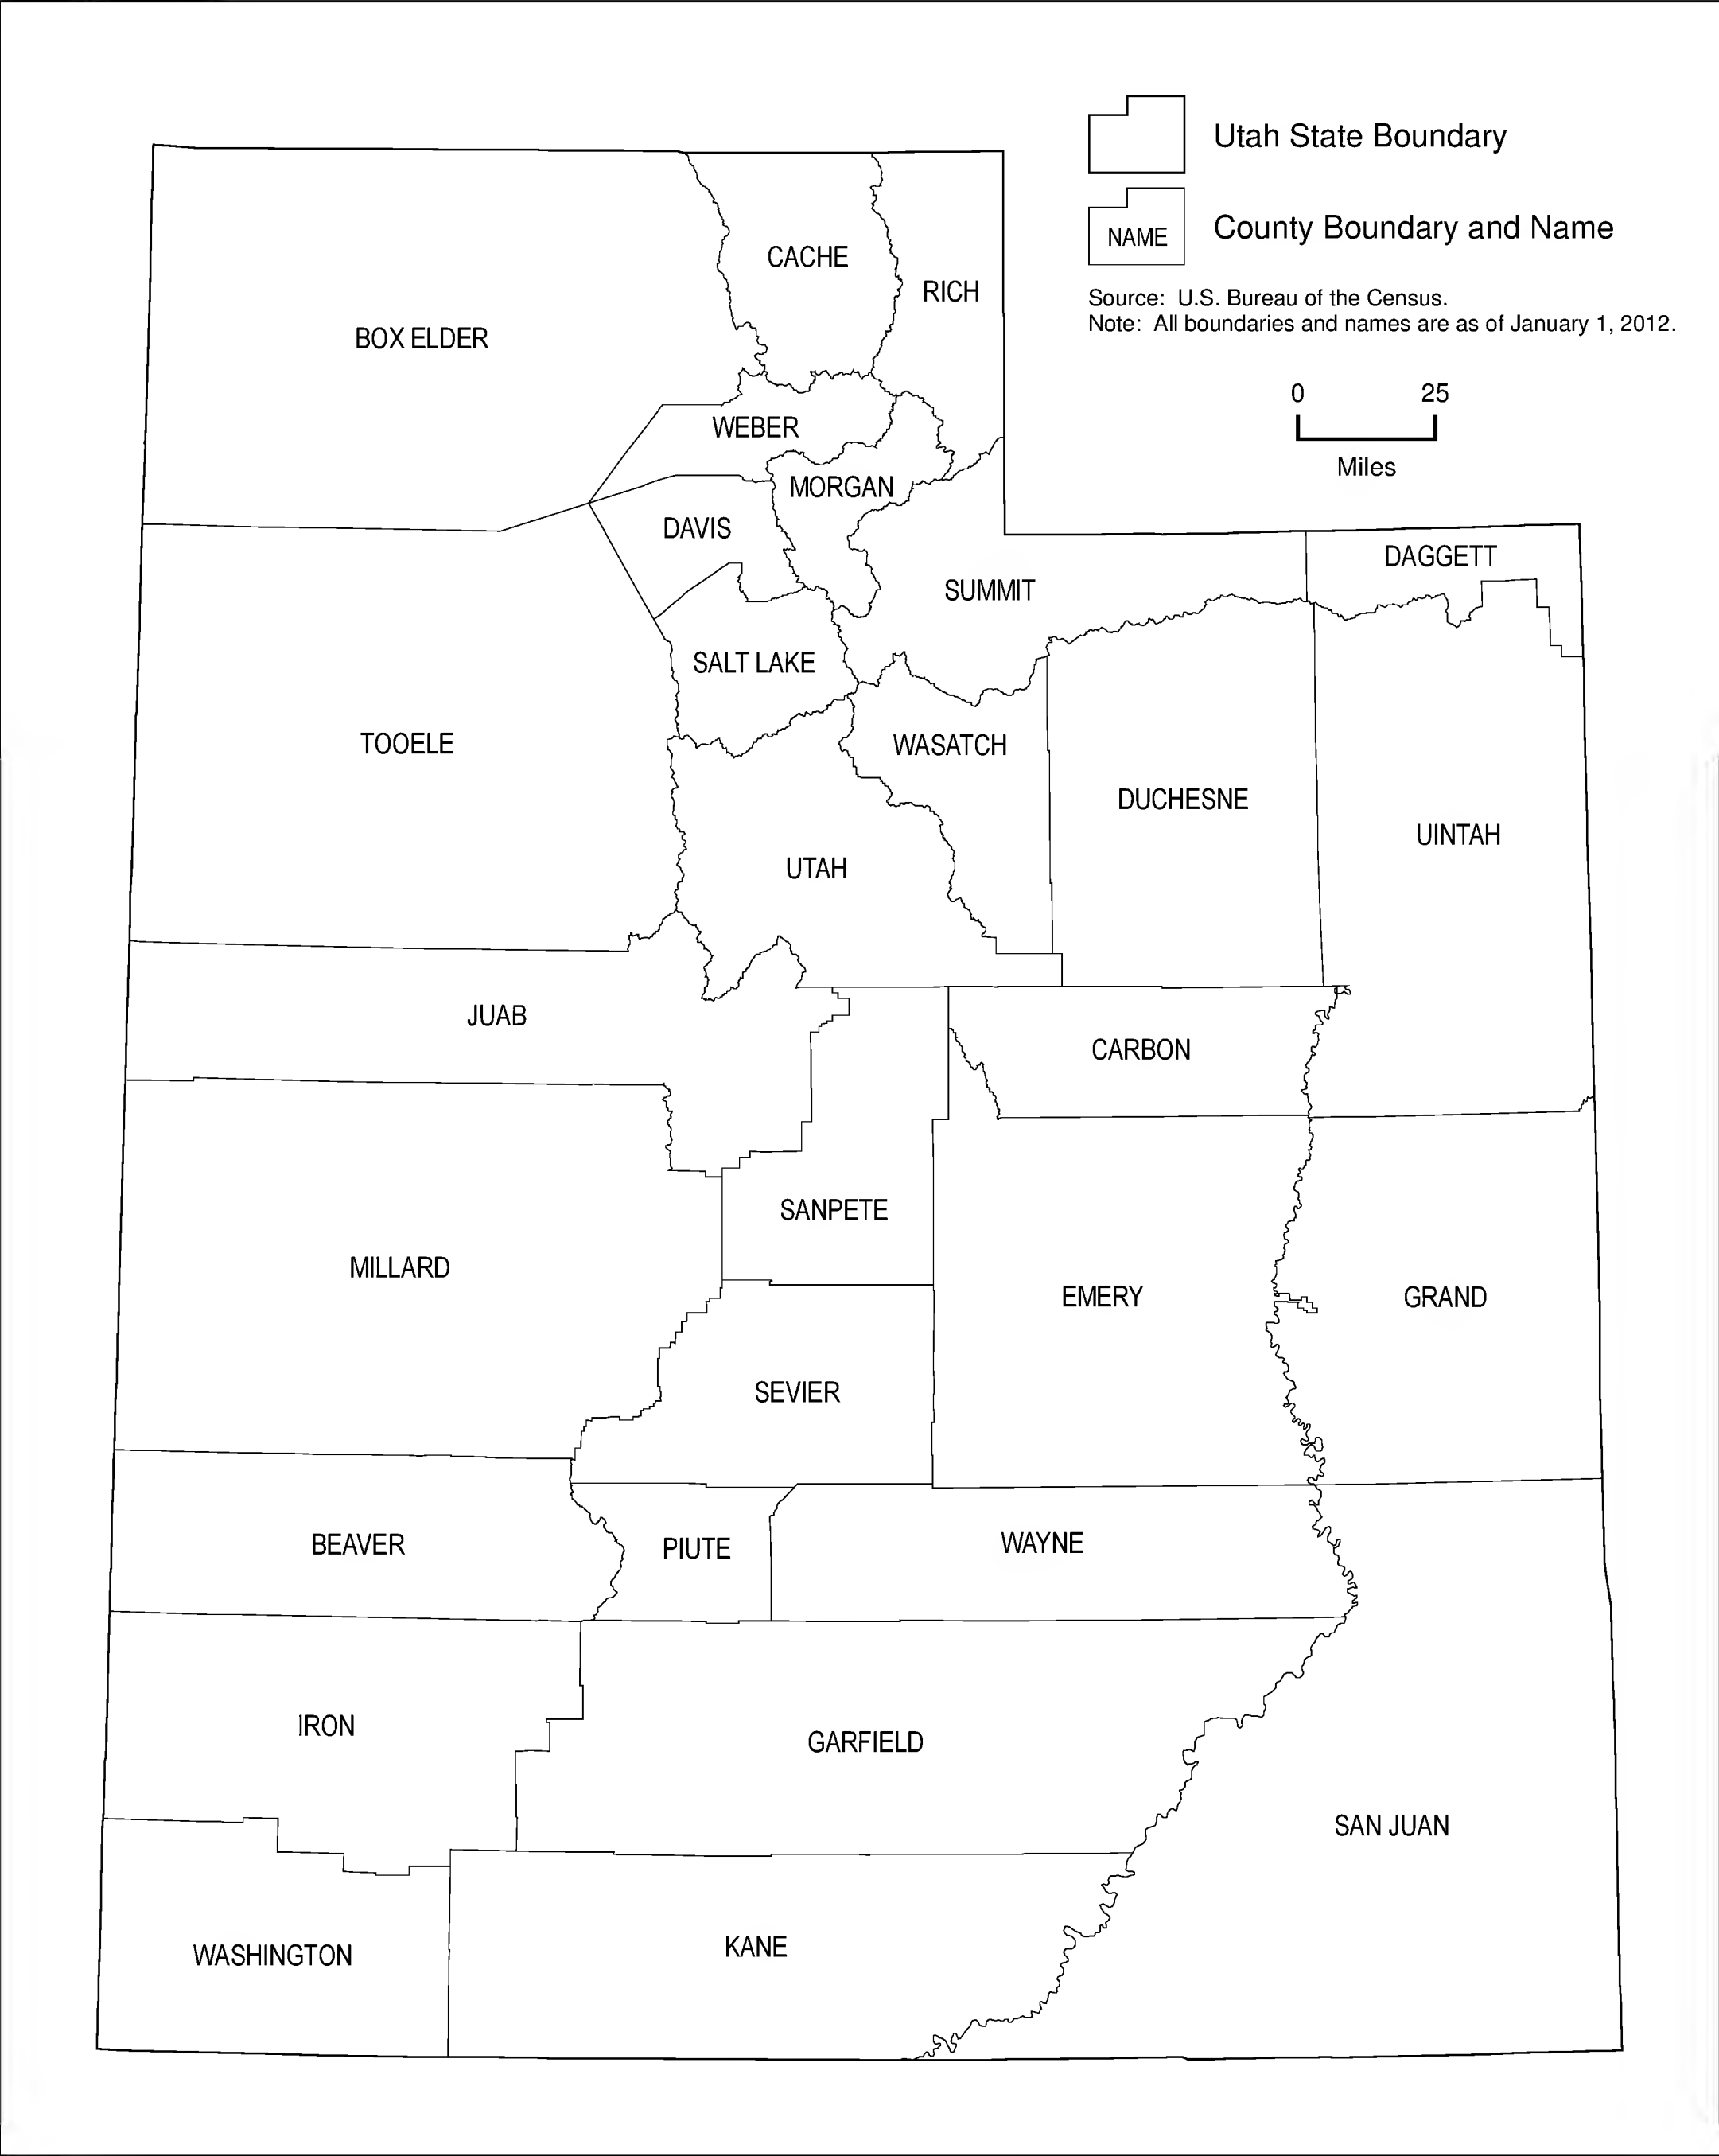 Utah State Boundary
NAME
County Boundary and Name
Source:  U.S. Bureau of the Census.
Note:  All boundaries and names are as of January 1, 2012.
0 25
Miles
CACHE
RICH
BOX ELDER
WEBER
MORGAN
DAVIS
DAGGETT
SUMMIT
SALT LAKE
TOOELE
WASATCH
DUCHESNE
UINTAH
UTAH
JUAB
CARBON
SANPETE
MILLARD
EMERY
GRAND
SEVIER
BEAVER
PIUTE
WAYNE
IRON
GARFIELD
SAN JUAN
WASHINGTON
KANE